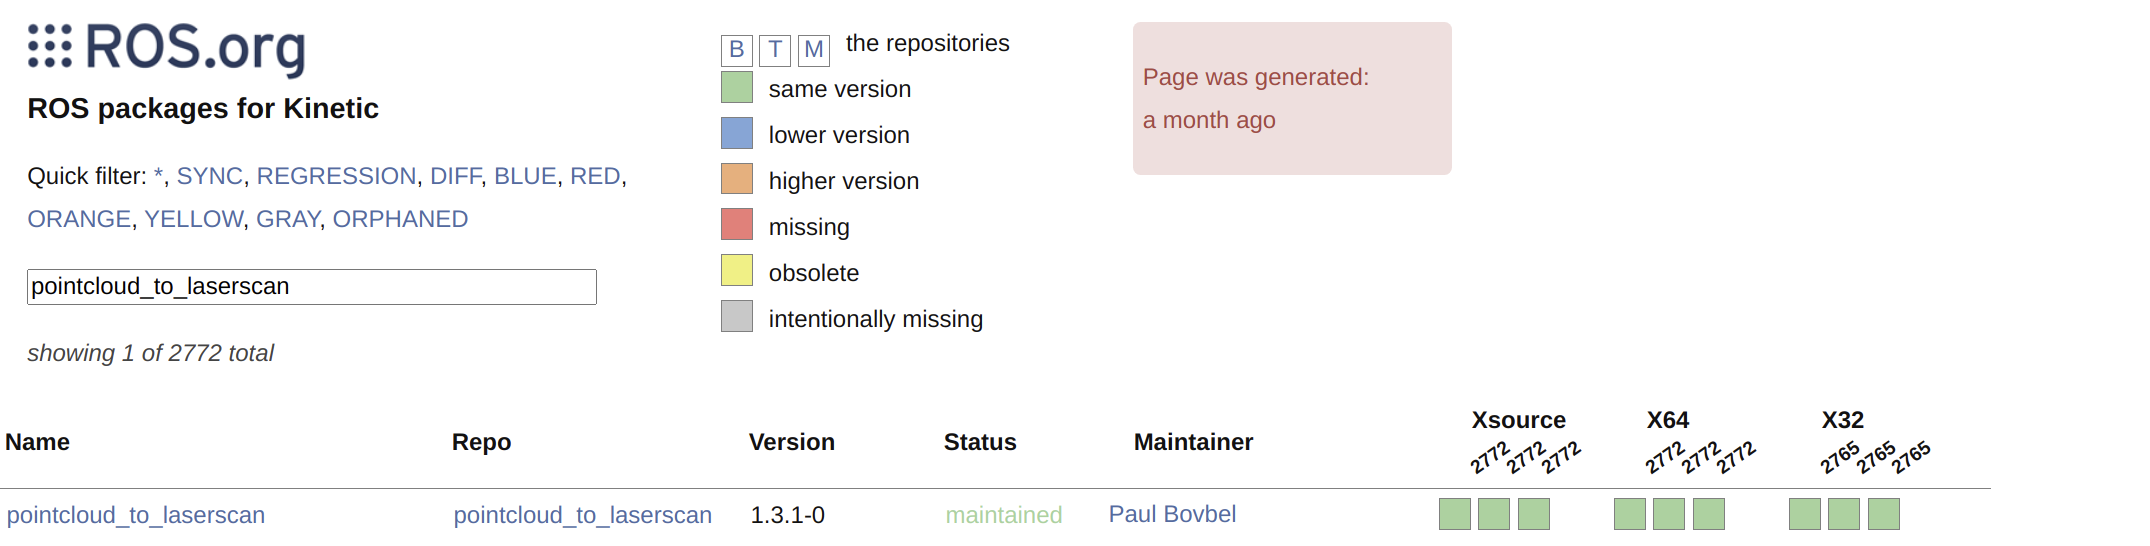 ROS.org
ROS packages for Kinetic
Quick filter: *, SYNC, REGRESSION, DIFF, BLUE, RED,
ORANGE, YELLOW, GRAY, ORPHANED
pointcloud_to_laserscan
showing 1 of 2772 total
B T M the repositories
same version
lower version
higher version
missing
obsolete
intentionally missing
Page was generated:
a month ago
Name Repo Version Status Maintainer Xsource X64 X32
2772 2772 2772 2772 2772 2772 2765 2765 2765
pointcloud_to_laserscan pointcloud_to_laserscan 1.3.1-0 maintained Paul Bovbel